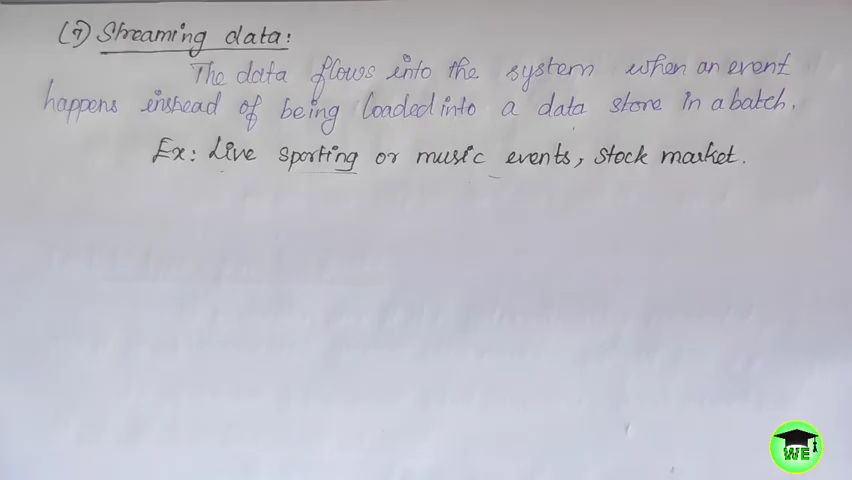 (7) Streaming data:
The data flows into the system when an event
happens instead of being loaded into a data store in a batch.
Ex: Live sporting or music events, stock market.
WE